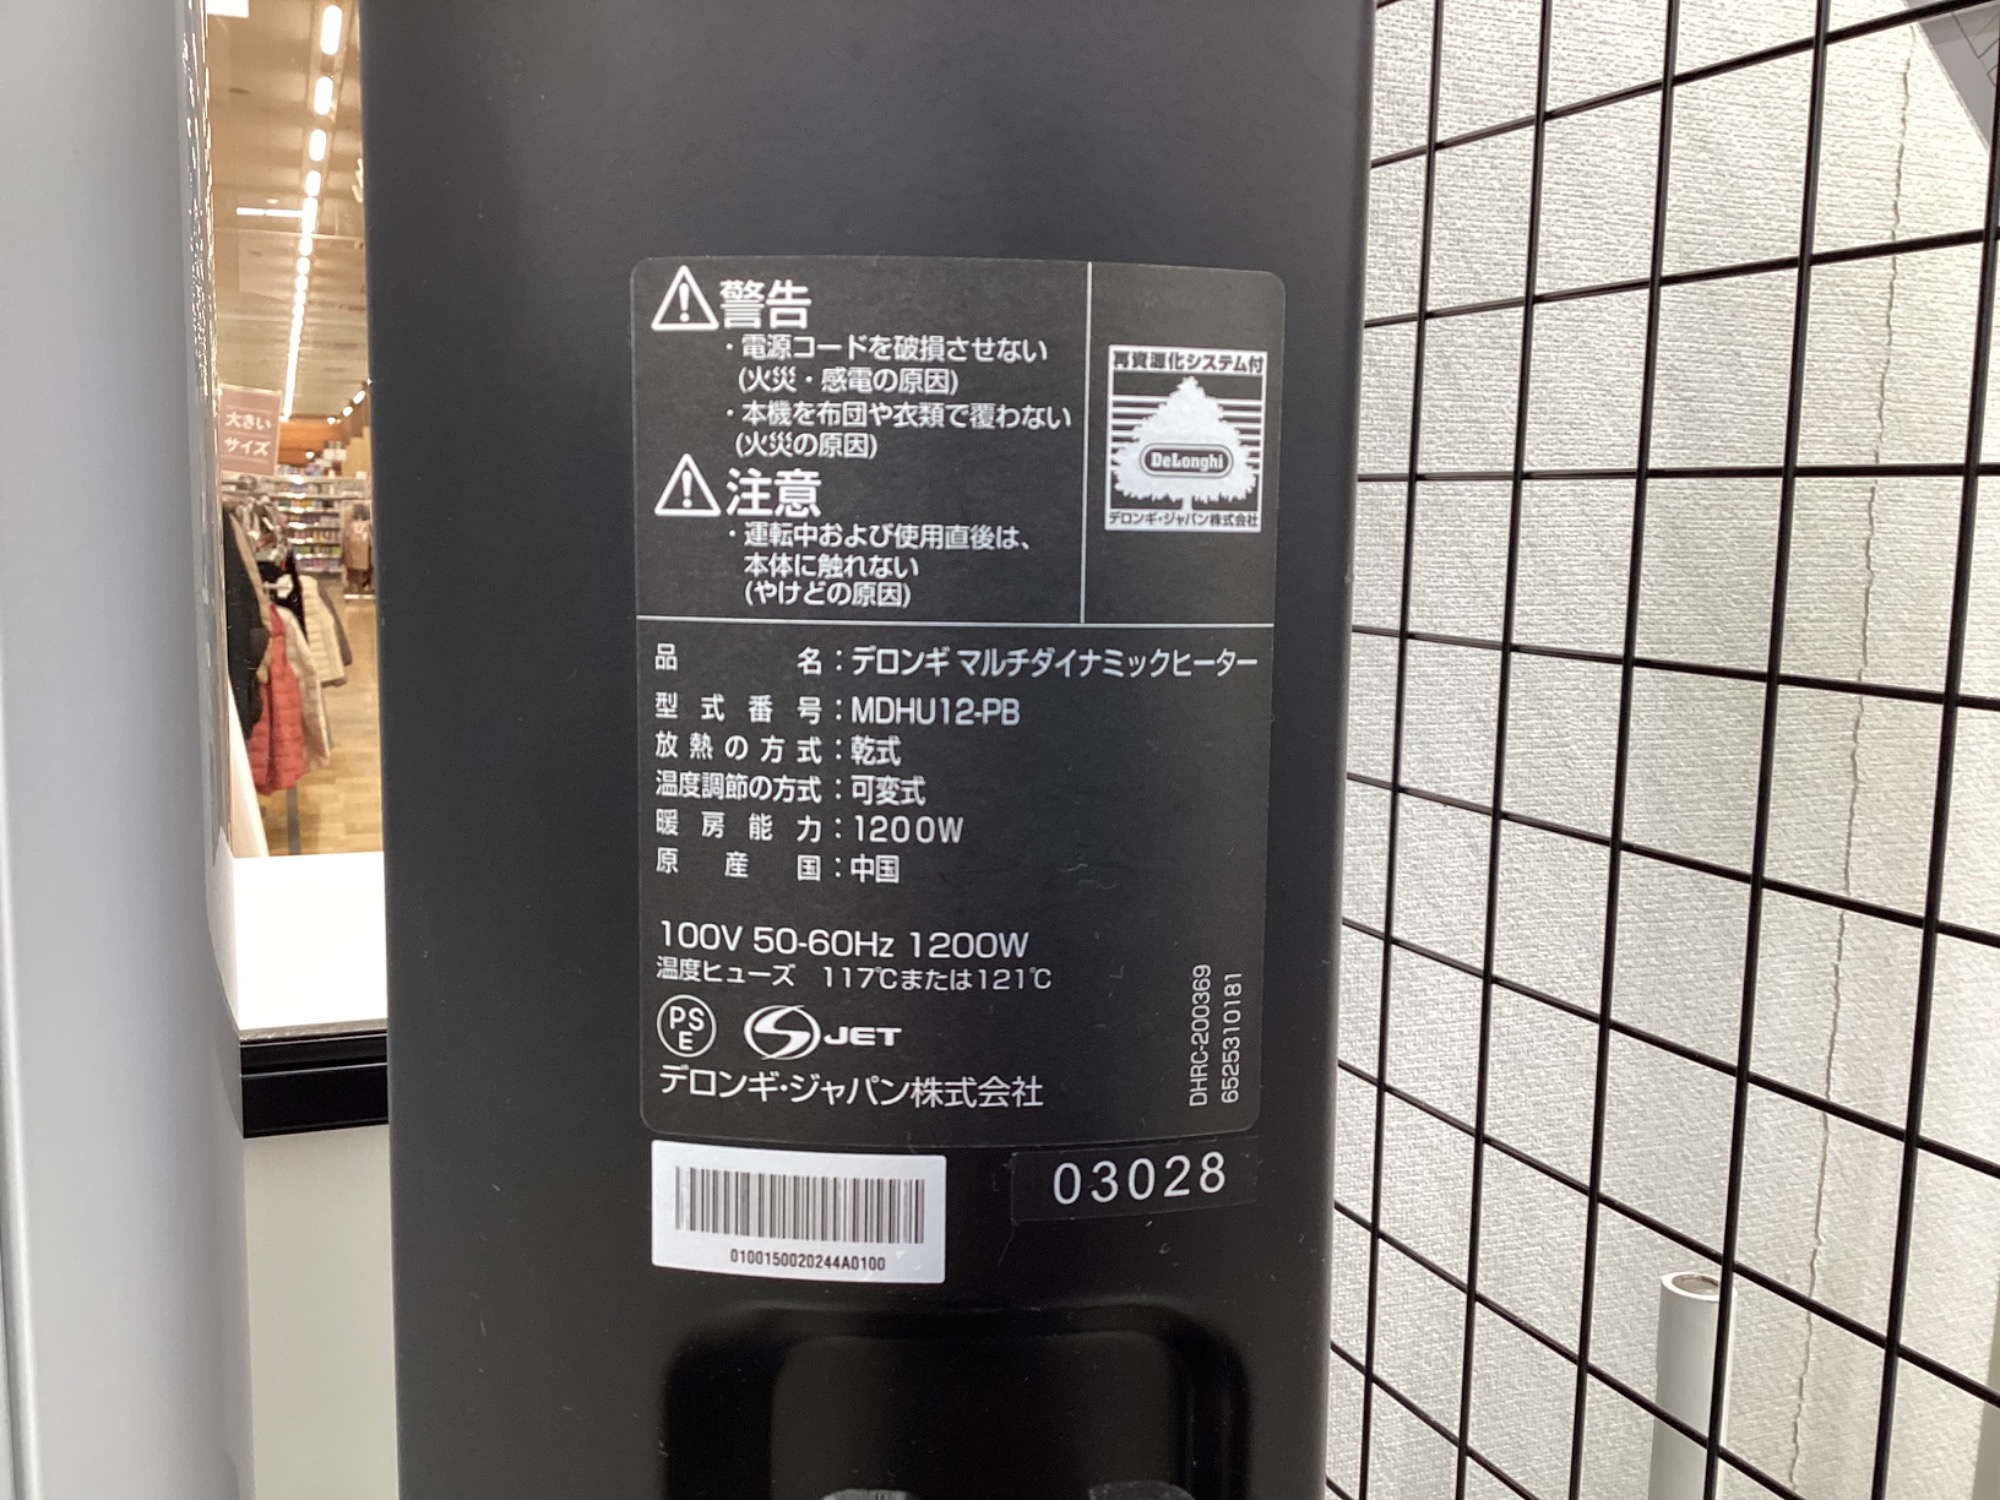 大きい
サイズ
警告
・電源コードを破損させない
(火災・感電の原因)
・本機を布団や衣類で覆わない
(火災の原因)
注意
・運転中および使用直後は、
本体に触れない
(やけどの原因)
再資源化システム付
DeLonghi
デロンギ・ジャパン株式会社
品名：デロンギ マルチダイナミックヒーター
型式番号：MDHU12-PB
放熱の方式：乾式
温度調節の方式：可変式
暖房能力：1200W
原産国：中国
100V 50-60Hz 1200W
温度ヒューズ 117℃または121℃
PSE
JET
デロンギ・ジャパン株式会社
DHRC-200369
6525310181
03028
0100150020244A0100